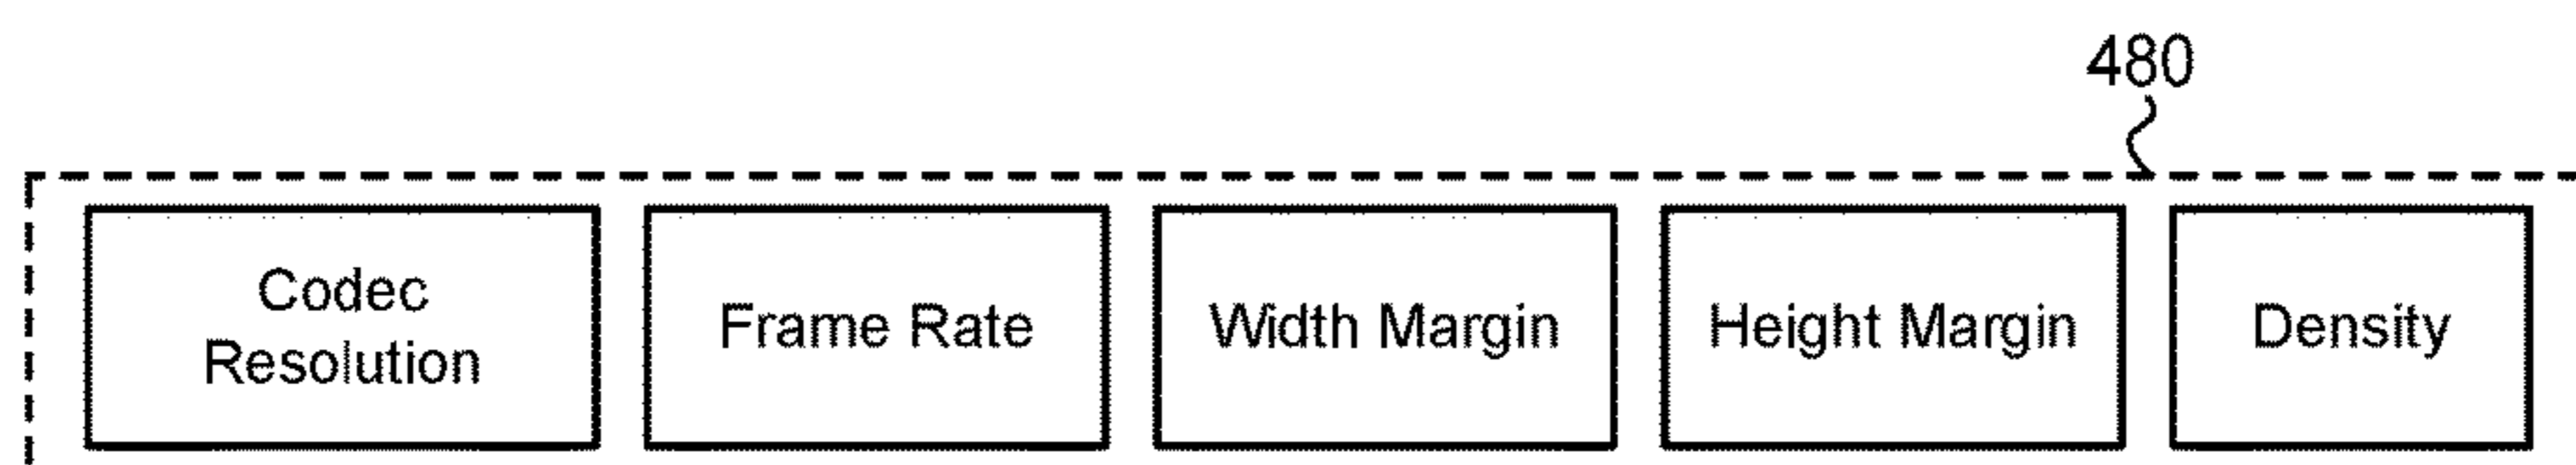 480
Codec
Resolution
Frame Rate
Width Margin
Height Margin
Density